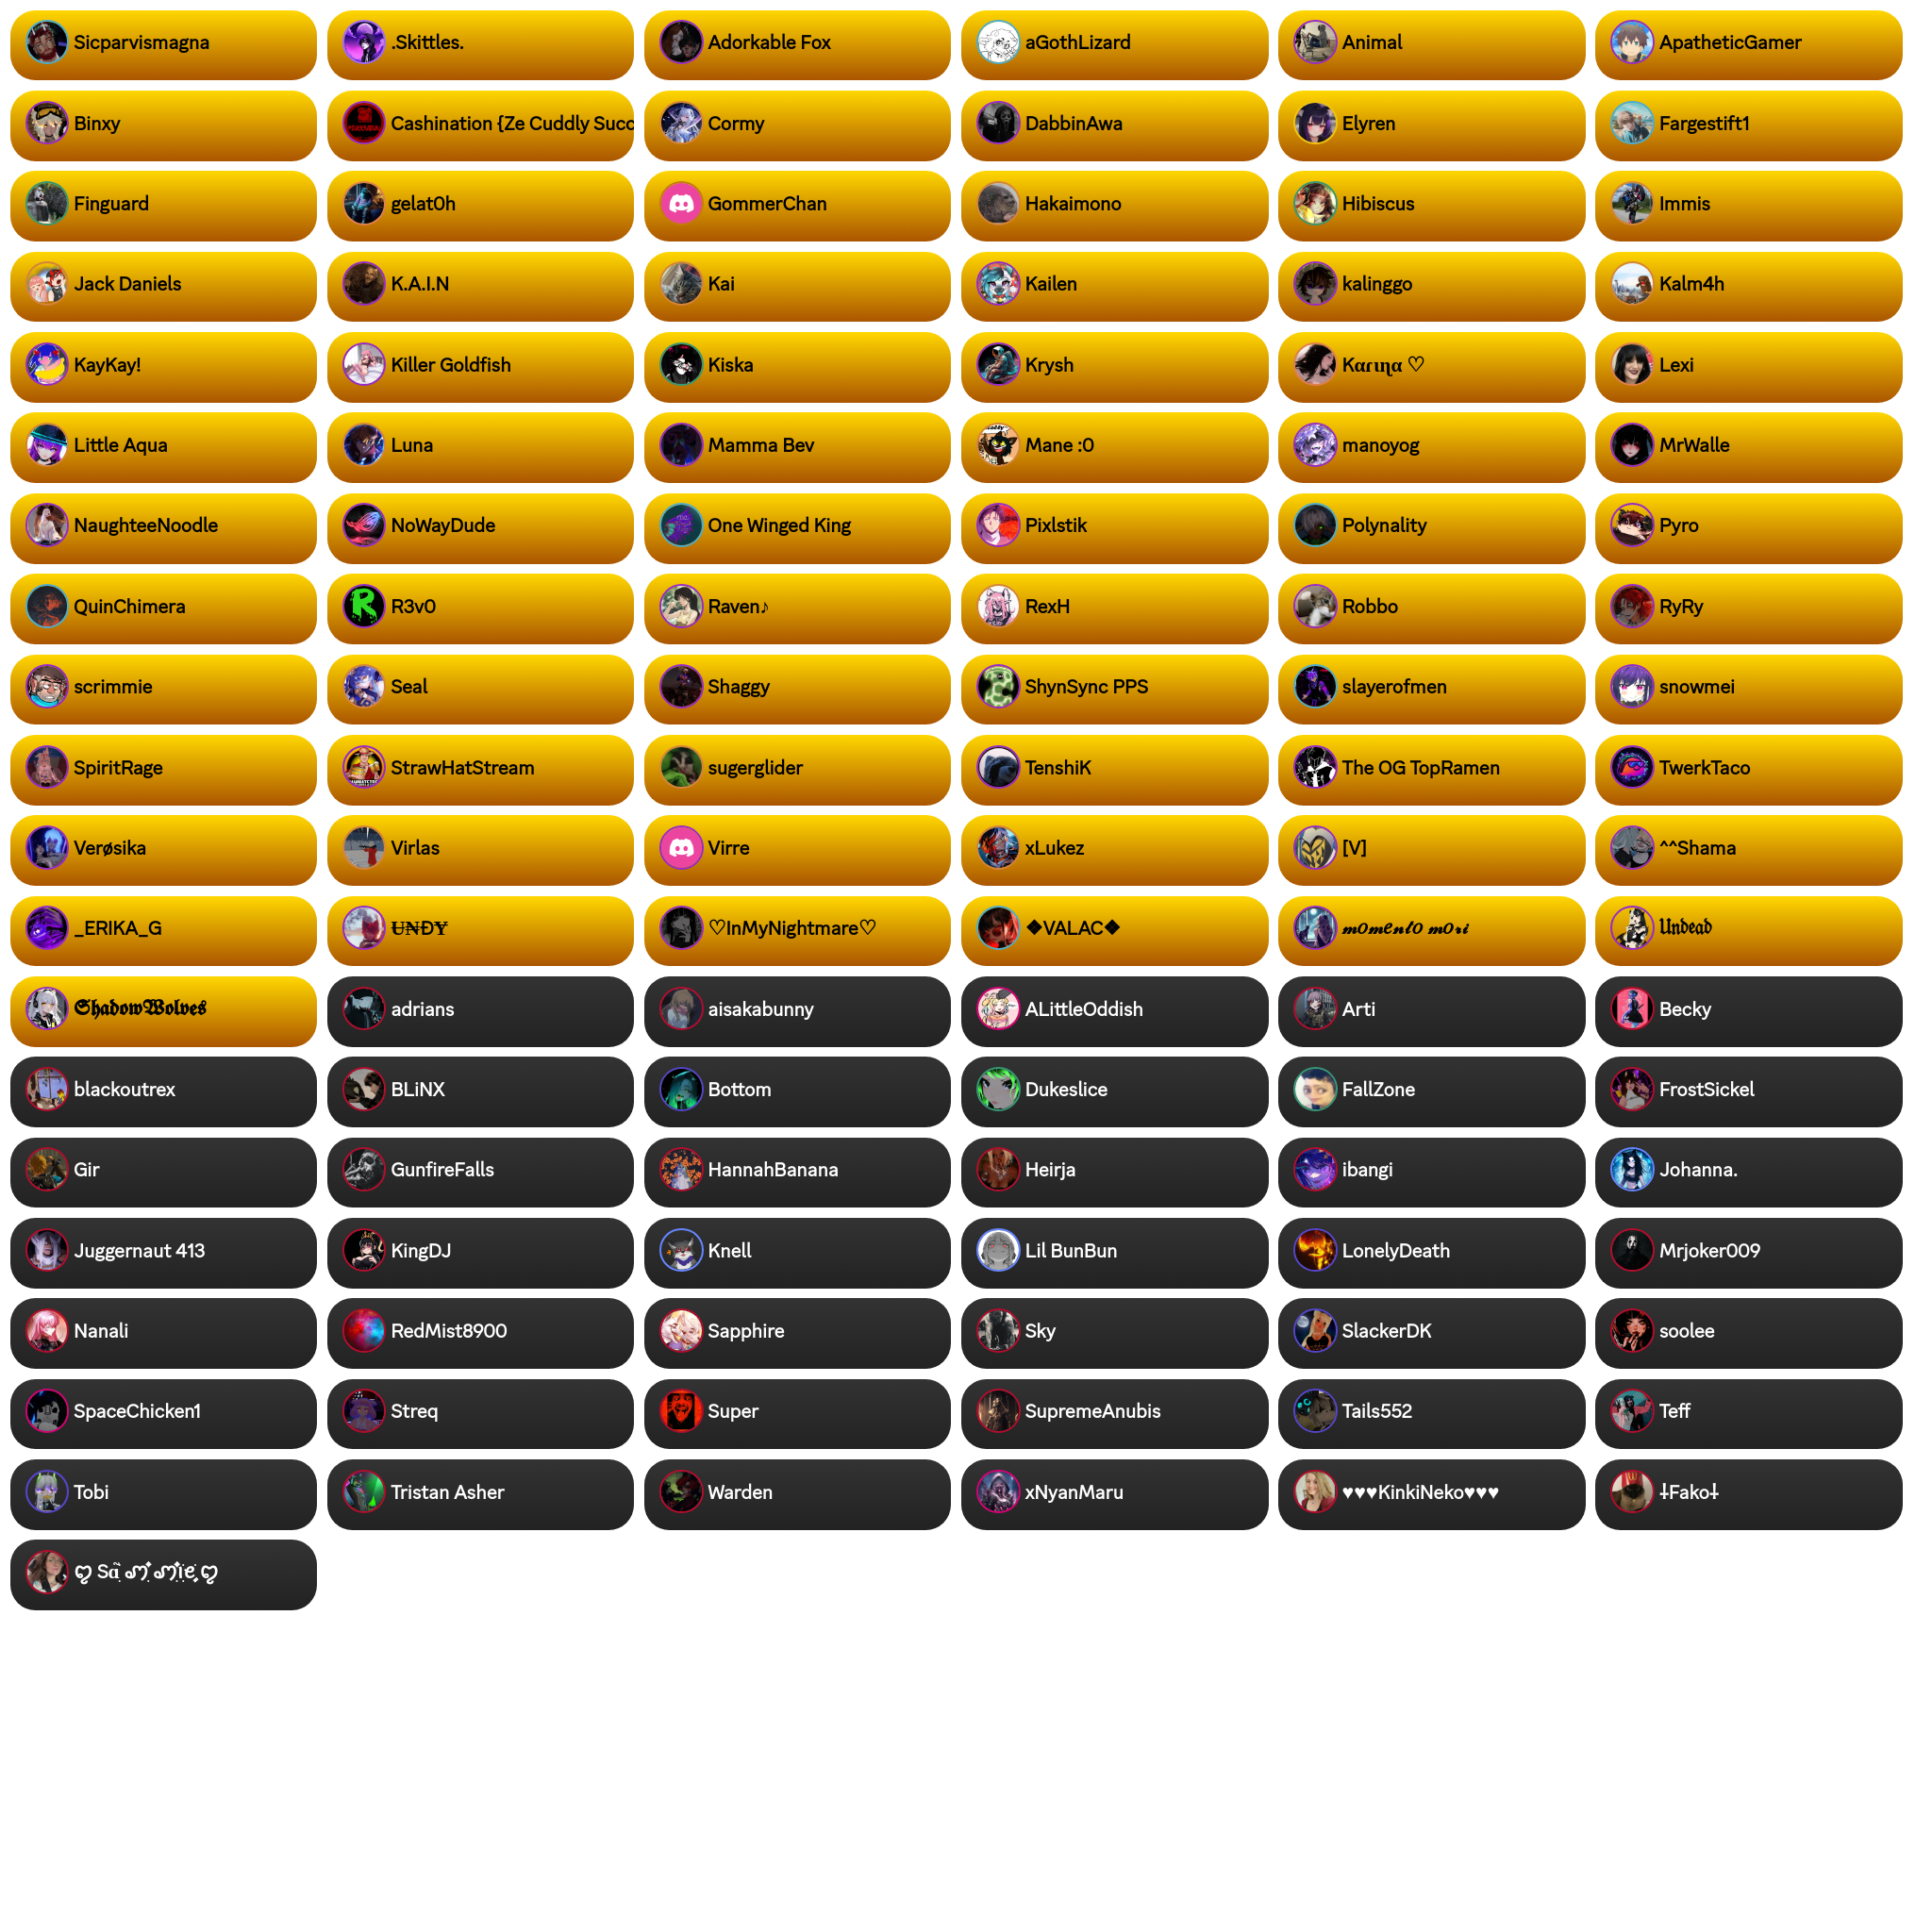 Sicparvismagna
.Skittles.
Adorkable Fox
aGothLizard
Animal
ApatheticGamer
Binxy
Cashination {Ze Cuddly Succ
Cormy
DabbinAwa
Elyren
Fargestift1
Finguard
gelat0h
GommerChan
Hakaimono
Hibiscus
Immis
Jack Daniels
K.A.I.N
Kai
Kailen
kalinggo
Kalm4h
KayKay!
Killer Goldfish
Kiska
Krysh
Kαɾιɳα ♡
Lexi
Little Aqua
Luna
Mamma Bev
Mane :0
manoyog
MrWalle
NaughteeNoodle
NoWayDude
One Winged King
Pixlstik
Polynality
Pyro
QuinChimera
R3v0
Raven♪
RexH
Robbo
RyRy
scrimmie
Seal
Shaggy
ShynSync PPS
slayerofmen
snowmei
SpiritRage
StrawHatStream
sugerglider
TenshiK
The OG TopRamen
TwerkTaco
Verøsika
Virlas
Virre
xLukez
[V]
^^Shama
_ERIKA_G
U̶₦ĐɎ
♡InMyNightmare♡
❖VALAC❖
𝓶𝓸𝓶𝓮𝓷𝓽𝓸 𝓶𝓸𝓻𝓲
𝔘𝔫𝔡𝔢𝔞𝔡
𝕾𝖍𝖆𝖉𝖔𝖜𝖂𝖔𝖑𝖛𝖊𝖘
adrians
aisakabunny
ALittleOddish
Arti
Becky
blackoutrex
BLiNX
Bottom
Dukeslice
FallZone
FrostSickel
Gir
GunfireFalls
HannahBanana
Heirja
ibangi
Johanna.
Juggernaut 413
KingDJ
Knell
Lil BunBun
LonelyDeath
Mrjoker009
Nanali
RedMist8900
Sapphire
Sky
SlackerDK
soolee
SpaceChicken1
Streq
Super
SupremeAnubis
Tails552
Teff
Tobi
Tristan Asher
Warden
xNyanMaru
♥♥♥KinkiNeko♥♥♥
⸸Fako⸸